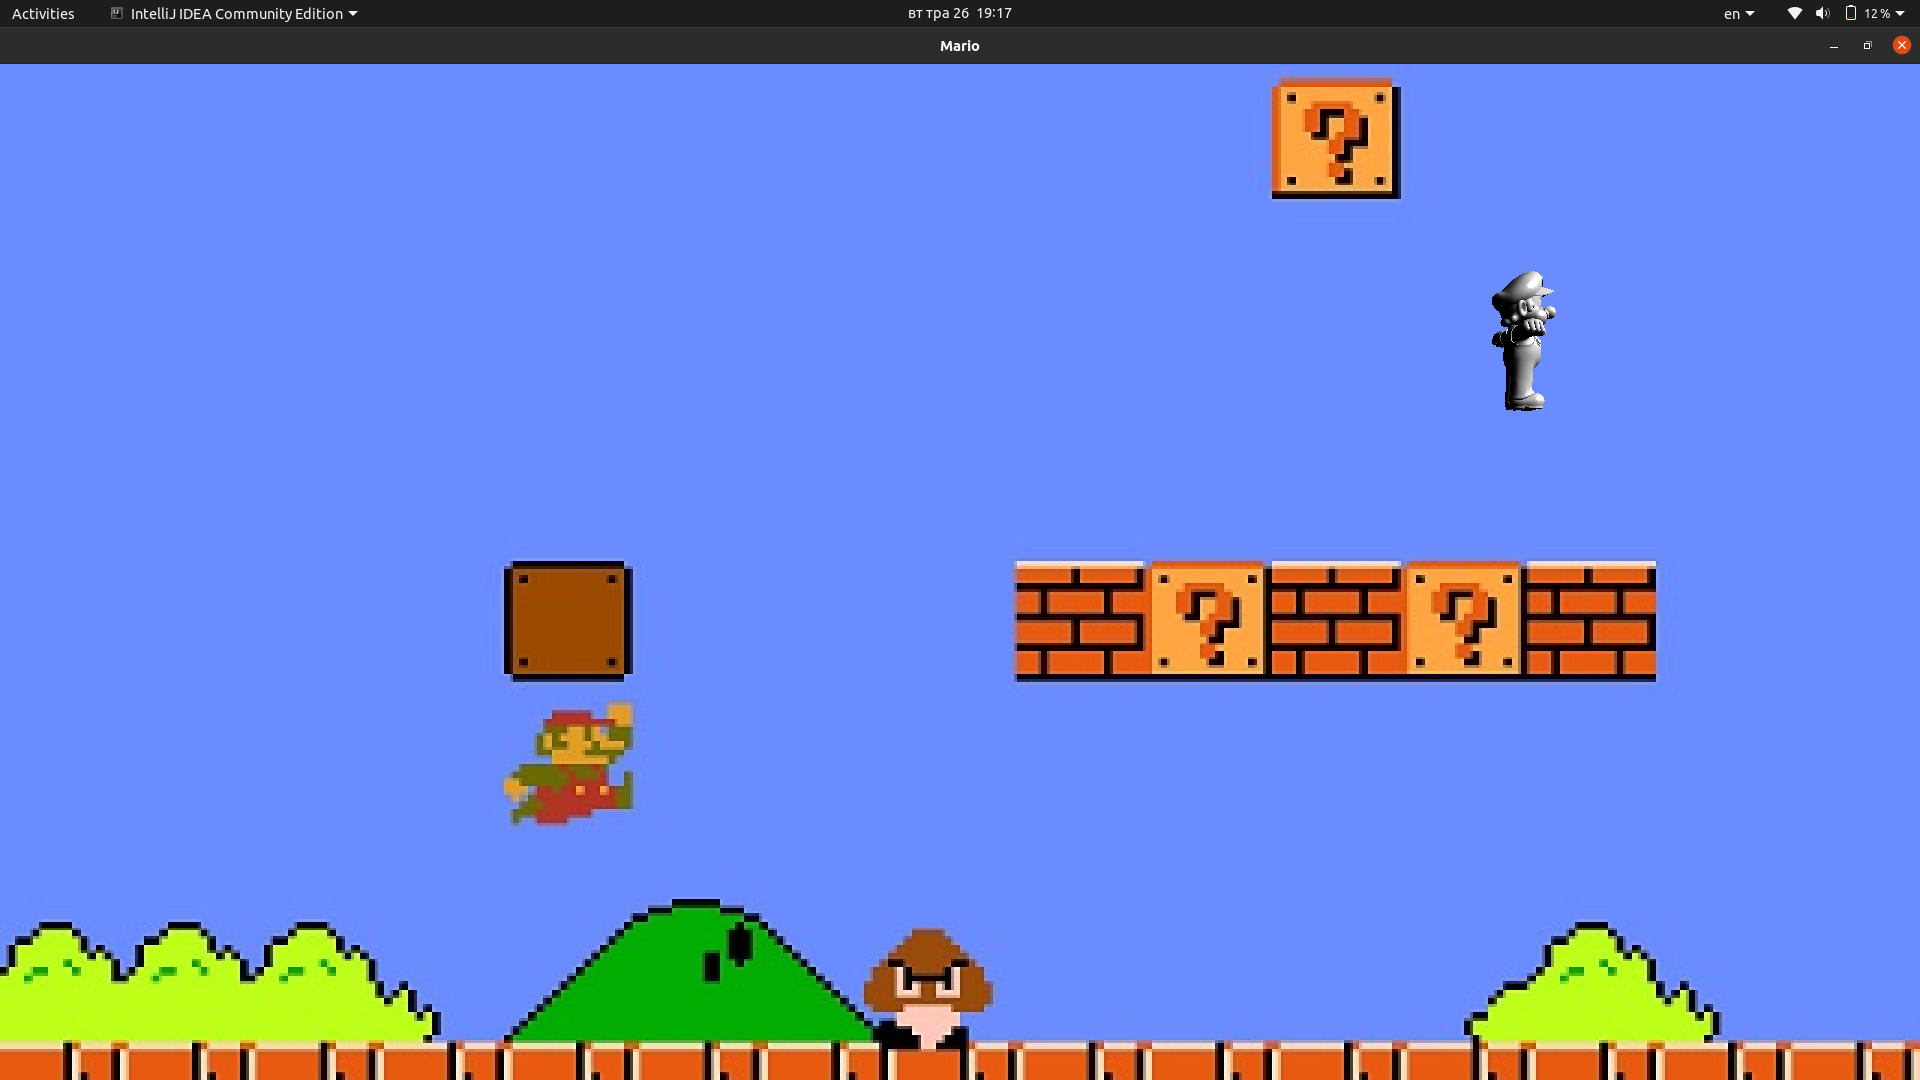 Activities IntelliJ IDEA Community Edition вт тра 26 19:17 en 12 %
Mario
?
? ?